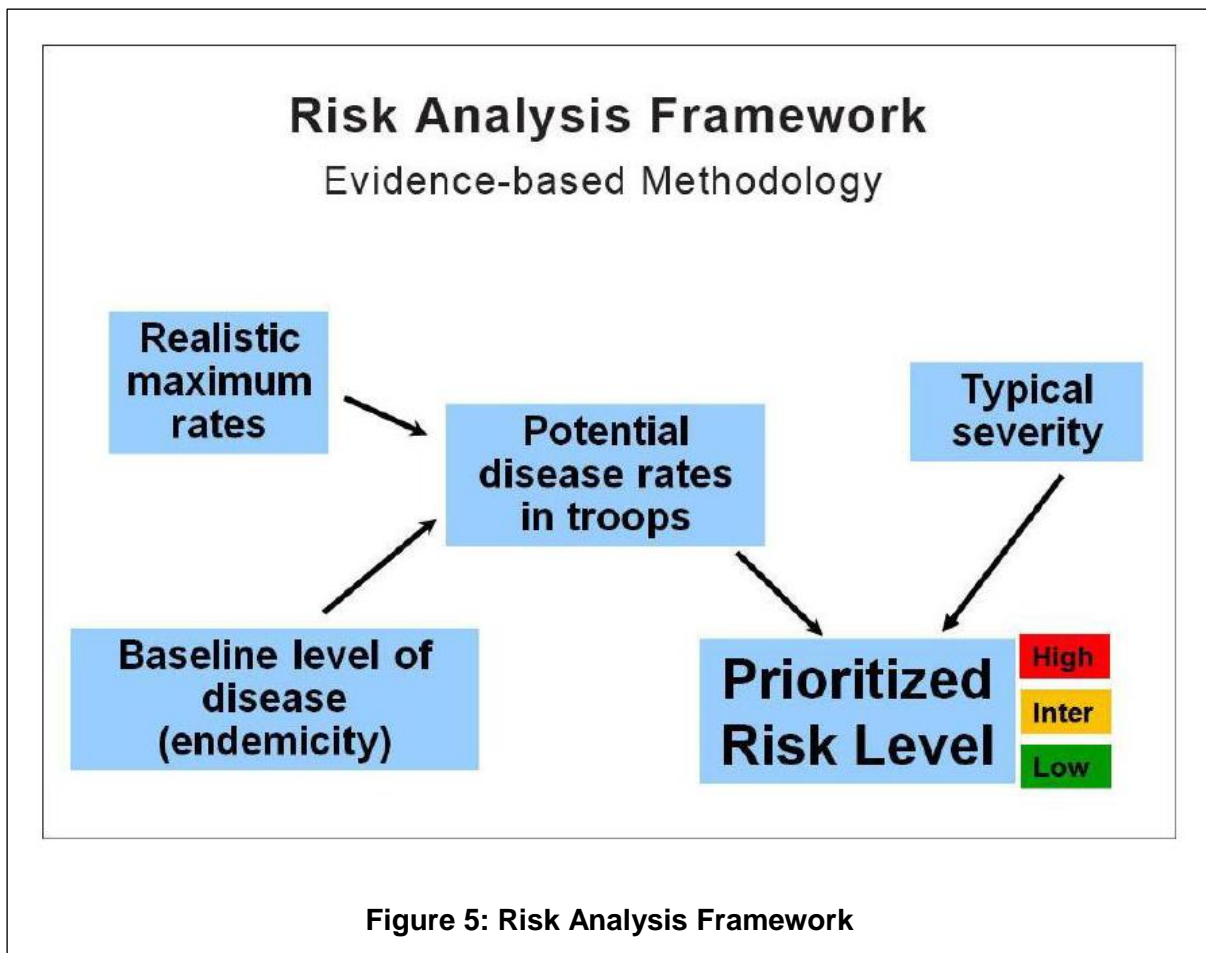 Risk Analysis Framework
Evidence-based Methodology
Realistic
maximum
rates
Potential
disease rates
in troops
Typical
severity
Baseline level of
disease
(endemicity)
Prioritized
Risk Level
High
Inter
Low
Figure 5: Risk Analysis Framework